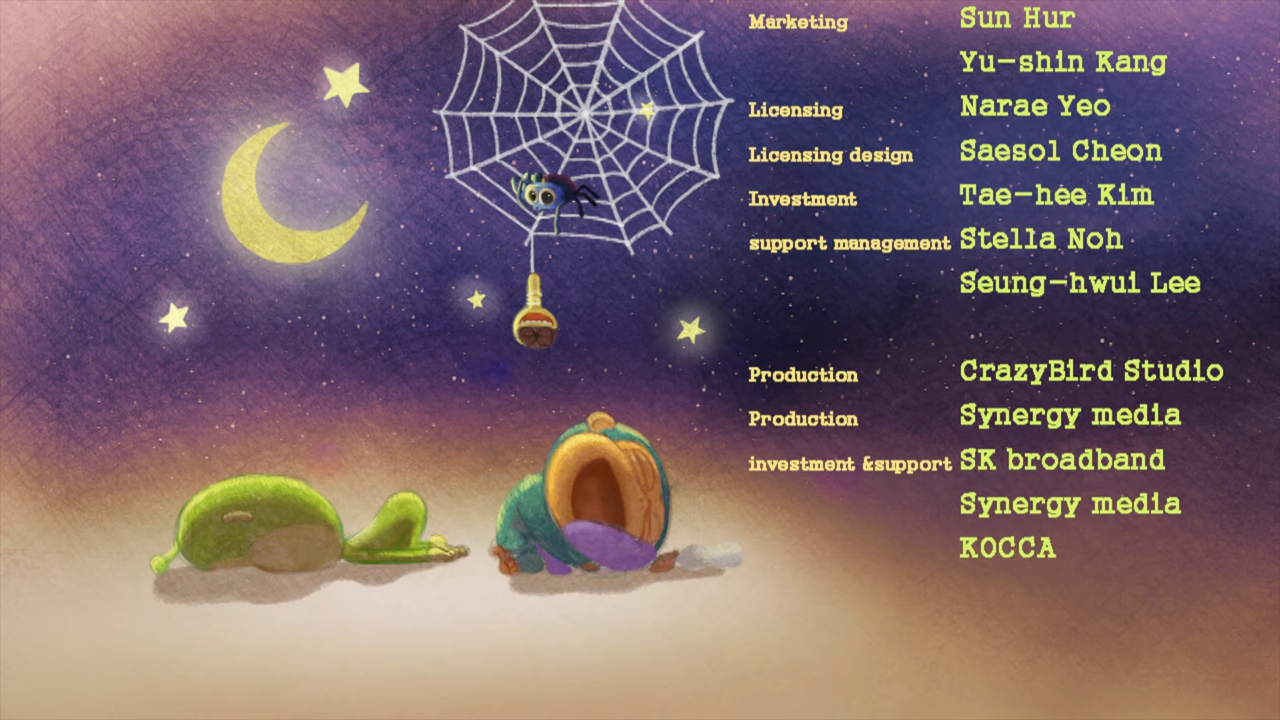 Marketing Sun Hur
Yu-shin Kang
Licensing Narae Yeo
Licensing design Saesol Cheon
Investment Tae-hee Kim
support management Stella Noh
Seung-hwui Lee
Production CrazyBird Studio
Production Synergy media
investment &support SK broadband
Synergy media
KOCCA